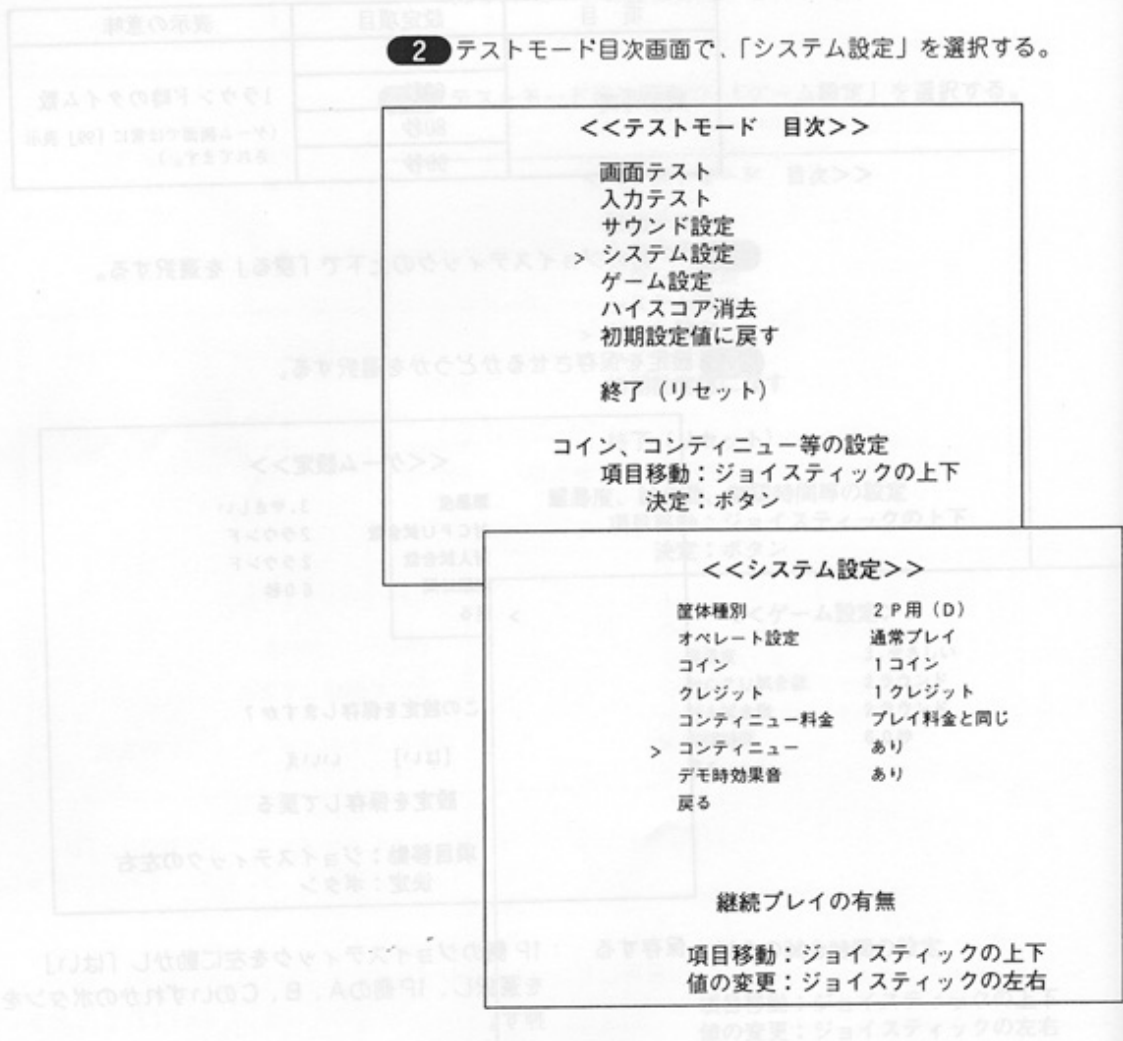 2 テストモード目次画面で、「システム設定」を選択する。
<<テストモード 目次>>
画面テスト
入力テスト
サウンド設定
> システム設定
ゲーム設定
ハイスコア消去
初期設定値に戻す
終了（リセット）
コイン、コンティニュー等の設定
項目移動：ジョイスティックの上下
決定：ボタン
<<システム設定>>
筐体種別 2P用（D）
オペレート設定 通常プレイ
コイン 1コイン
クレジット 1クレジット
コンティニュー料金 プレイ料金と同じ
> コンティニュー あり
デモ時効果音 あり
戻る
継続プレイの有無
項目移動：ジョイスティックの上下
値の変更：ジョイスティックの左右